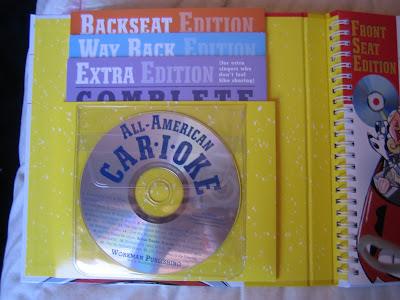 BACKSEAT EDITION
WAY BACK EDITION
EXTRA EDITION
(for extra
singers who
don't feel
like sharing)
COMPLETE
ALL-AMERICAN
CAR·I·OKE
WORKMAN PUBLISHING
FRONT
SEAT
EDITION